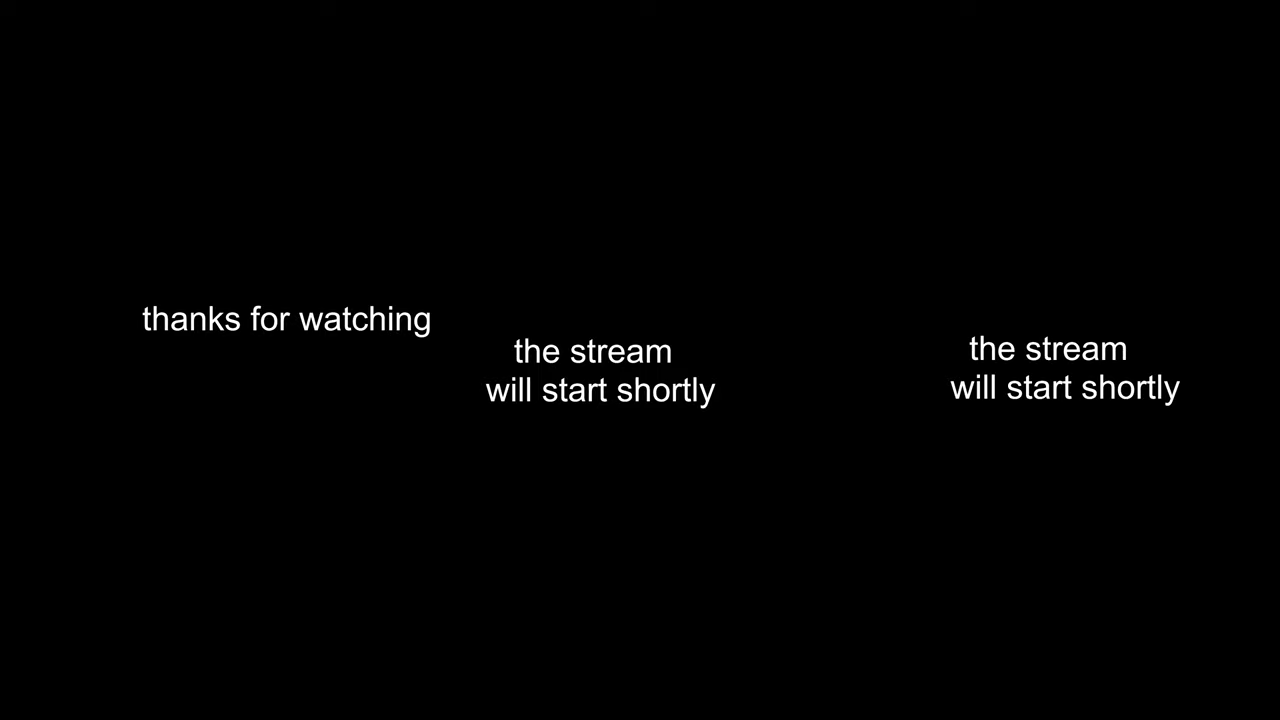 thanks for watching
the stream
will start shortly
the stream
will start shortly